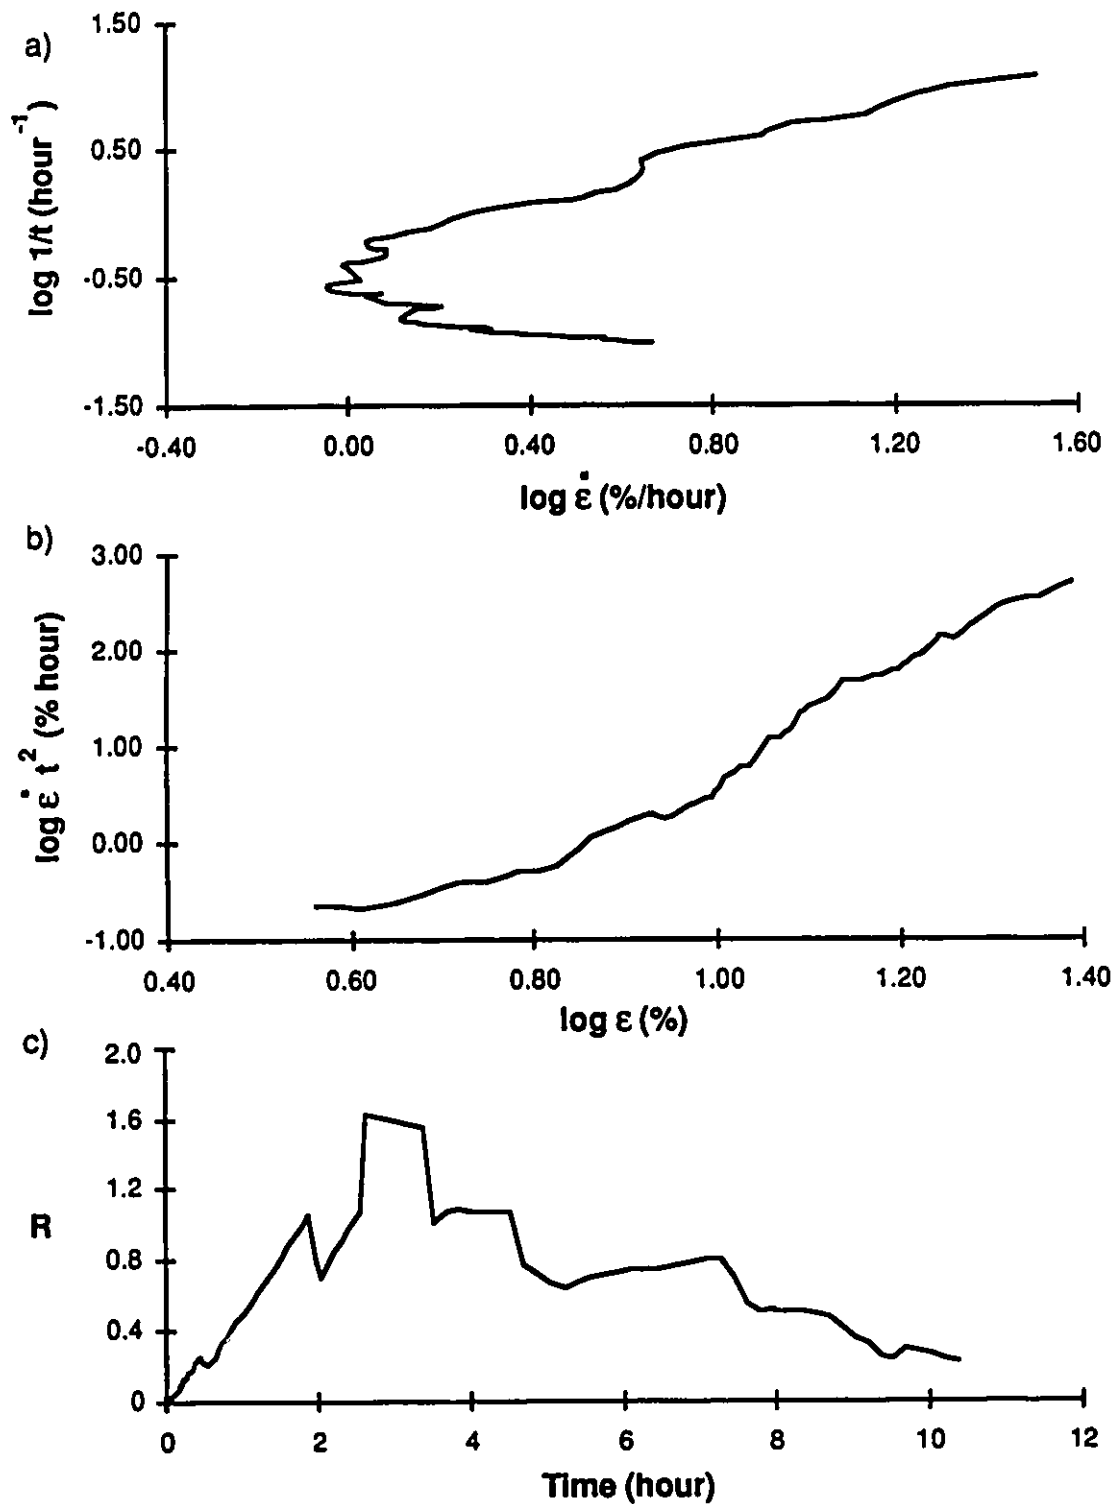 a)
1.50
0.50
-0.50
-1.50
log 1/t (hour⁻¹)
-0.40 0.00 0.40 0.80 1.20 1.60
log ε̇ (%/hour)
b)
3.00
2.00
1.00
0.00
-1.00
log ε̇ t² (% hour)
0.40 0.60 0.80 1.00 1.20 1.40
log ε (%)
c)
2.0
1.6
1.2
R
0.8
0.4
0
0 2 4 6 8 10 12
Time (hour)